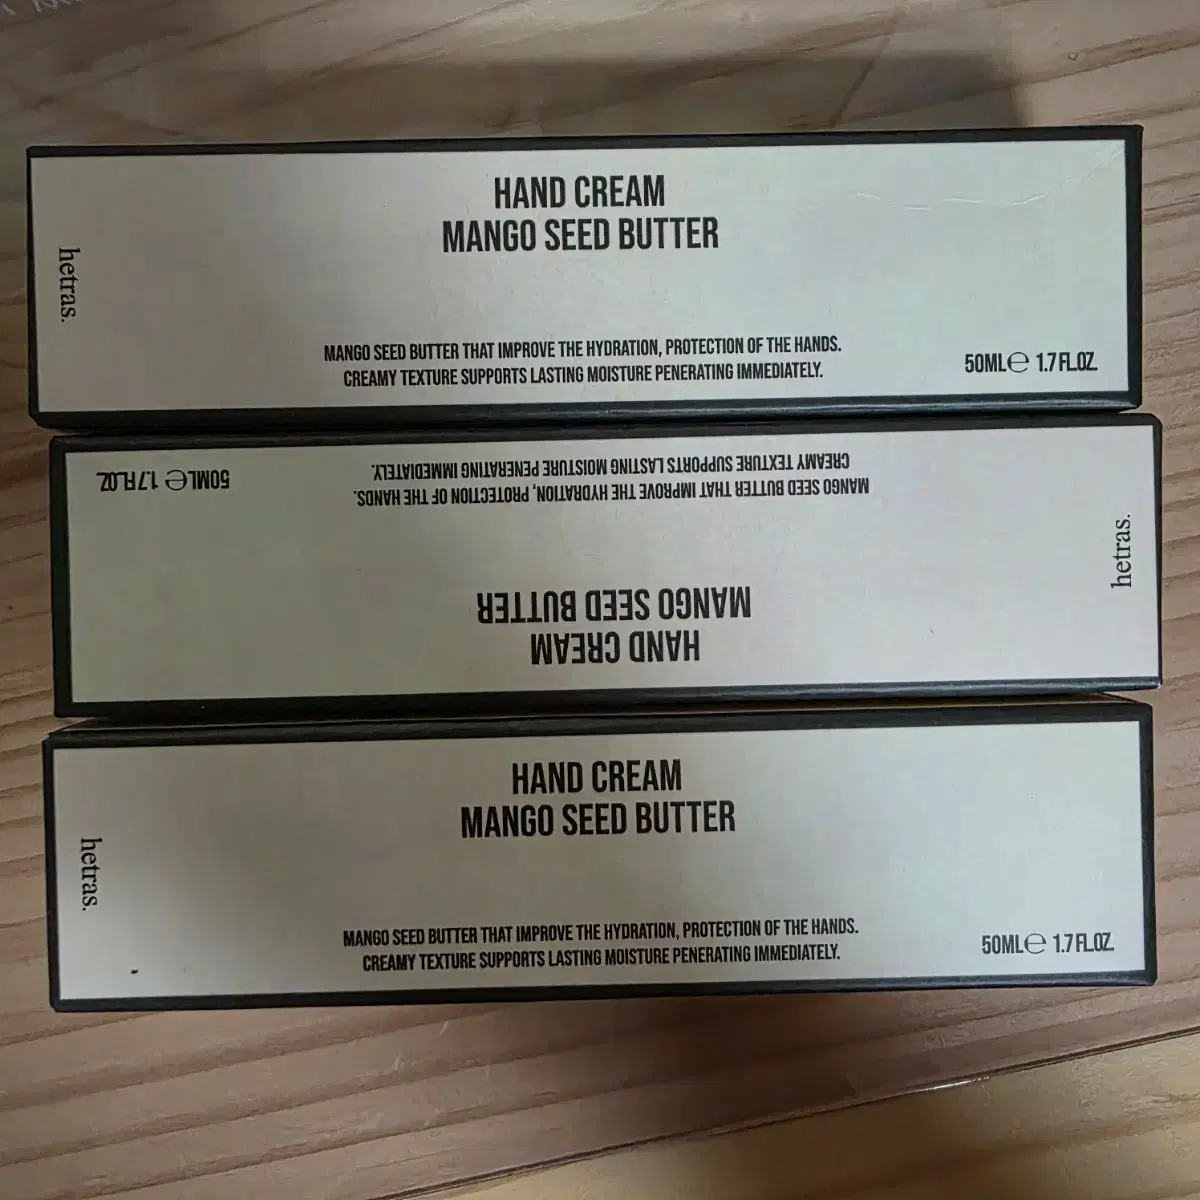 HAND CREAM
MANGO SEED BUTTER
hetras.
MANGO SEED BUTTER THAT IMPROVE THE HYDRATION, PROTECTION OF THE HANDS.
CREAMY TEXTURE SUPPORTS LASTING MOISTURE PENERATING IMMEDIATELY.
50ML℮ 1.7 FL.OZ.
HAND CREAM
MANGO SEED BUTTER
hetras.
MANGO SEED BUTTER THAT IMPROVE THE HYDRATION, PROTECTION OF THE HANDS.
CREAMY TEXTURE SUPPORTS LASTING MOISTURE PENERATING IMMEDIATELY.
50ML℮ 1.7 FL.OZ.
HAND CREAM
MANGO SEED BUTTER
hetras.
MANGO SEED BUTTER THAT IMPROVE THE HYDRATION, PROTECTION OF THE HANDS.
CREAMY TEXTURE SUPPORTS LASTING MOISTURE PENERATING IMMEDIATELY.
50ML℮ 1.7 FL.OZ.